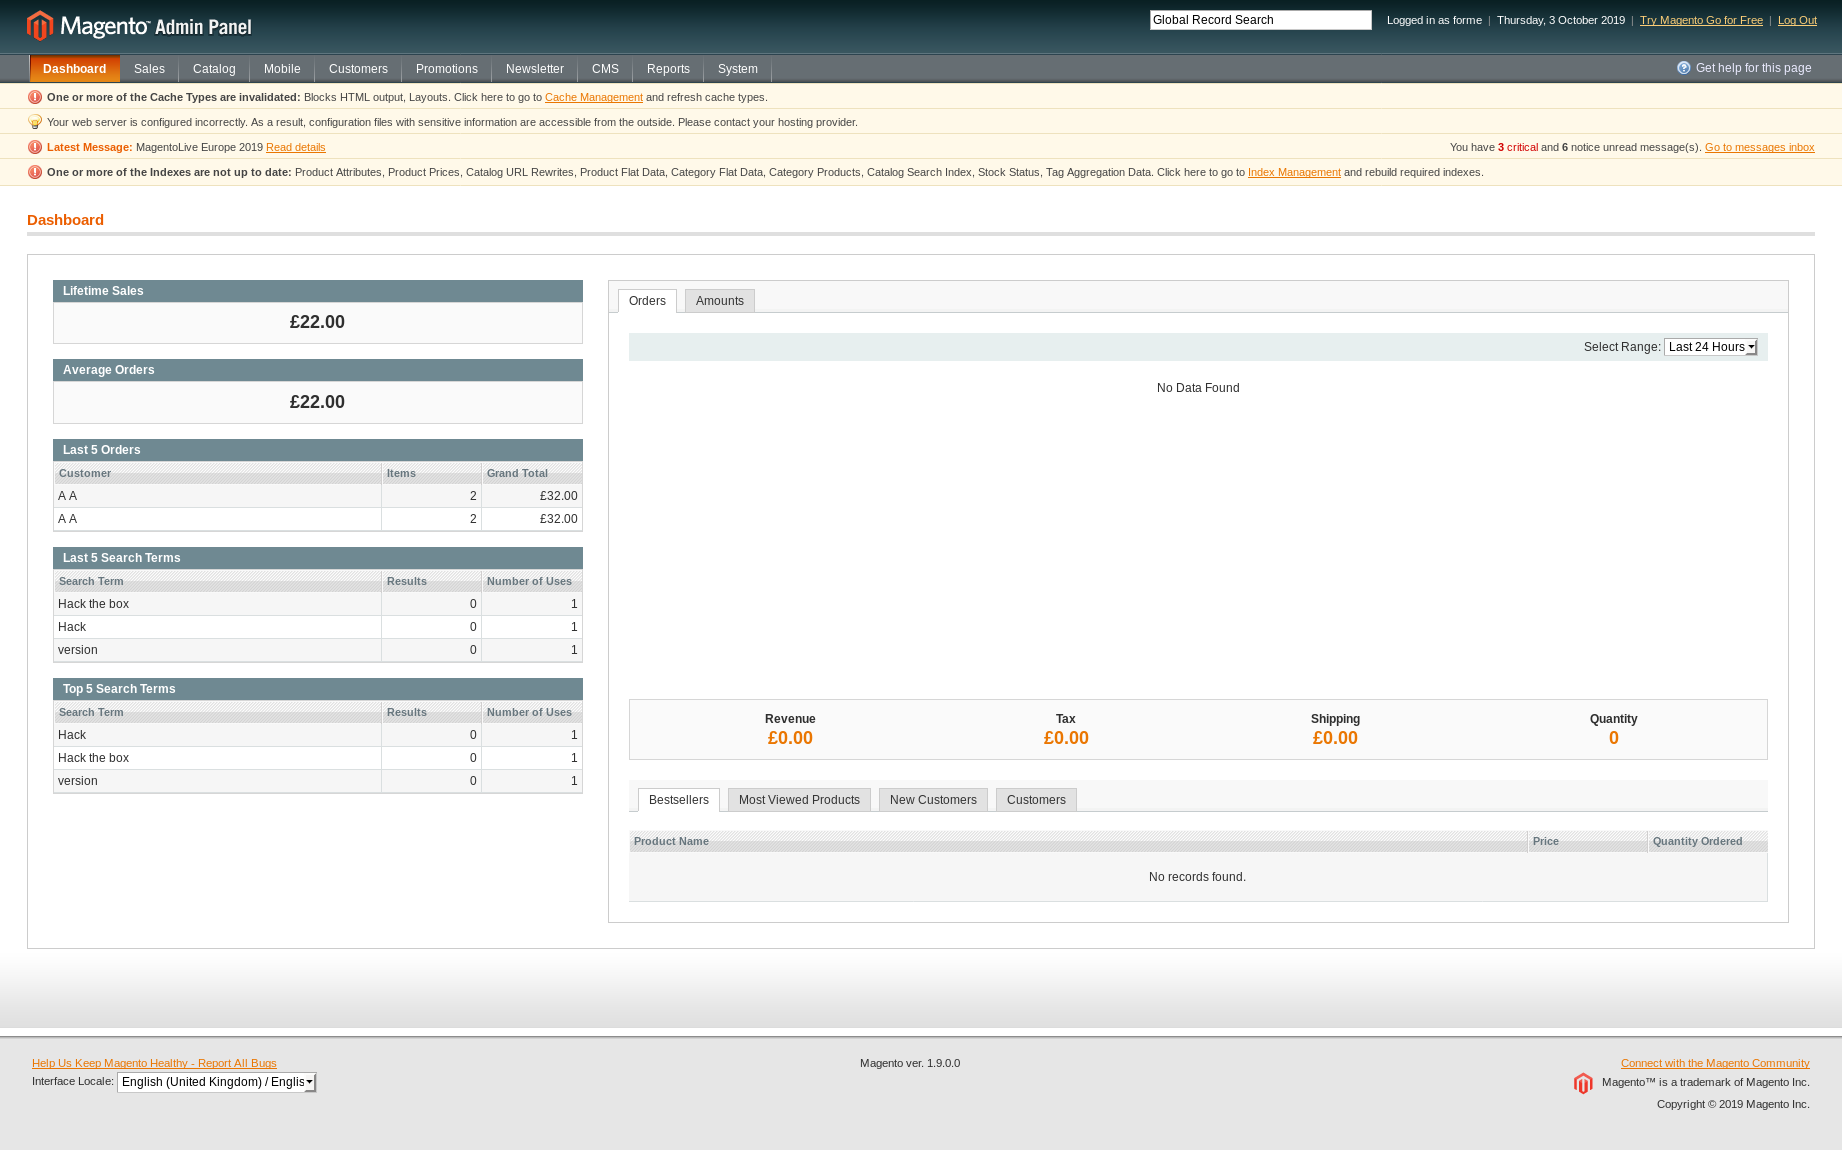 Magento™ Admin Panel
Global Record Search
Logged in as forme | Thursday, 3 October 2019 | Try Magento Go for Free | Log Out
Dashboard Sales Catalog Mobile Customers Promotions Newsletter CMS Reports System
Get help for this page
One or more of the Cache Types are invalidated: Blocks HTML output, Layouts. Click here to go to Cache Management and refresh cache types.
Your web server is configured incorrectly. As a result, configuration files with sensitive information are accessible from the outside. Please contact your hosting provider.
Latest Message: MagentoLive Europe 2019 Read details
You have 3 critical and 6 notice unread message(s). Go to messages inbox
One or more of the Indexes are not up to date: Product Attributes, Product Prices, Catalog URL Rewrites, Product Flat Data, Category Flat Data, Category Products, Catalog Search Index, Stock Status, Tag Aggregation Data. Click here to go to Index Management and rebuild required indexes.
Dashboard
Lifetime Sales
£22.00
Average Orders
£22.00
Last 5 Orders
Customer Items Grand Total
A A 2 £32.00
A A 2 £32.00
Last 5 Search Terms
Search Term Results Number of Uses
Hack the box 0 1
Hack 0 1
version 0 1
Top 5 Search Terms
Search Term Results Number of Uses
Hack 0 1
Hack the box 0 1
version 0 1
Orders Amounts
Select Range: Last 24 Hours
No Data Found
Revenue Tax Shipping Quantity
£0.00 £0.00 £0.00 0
Bestsellers Most Viewed Products New Customers Customers
Product Name Price Quantity Ordered
No records found.
Help Us Keep Magento Healthy - Report All Bugs
Interface Locale: English (United Kingdom) / Englis
Magento ver. 1.9.0.0
Connect with the Magento Community
Magento™ is a trademark of Magento Inc.
Copyright © 2019 Magento Inc.